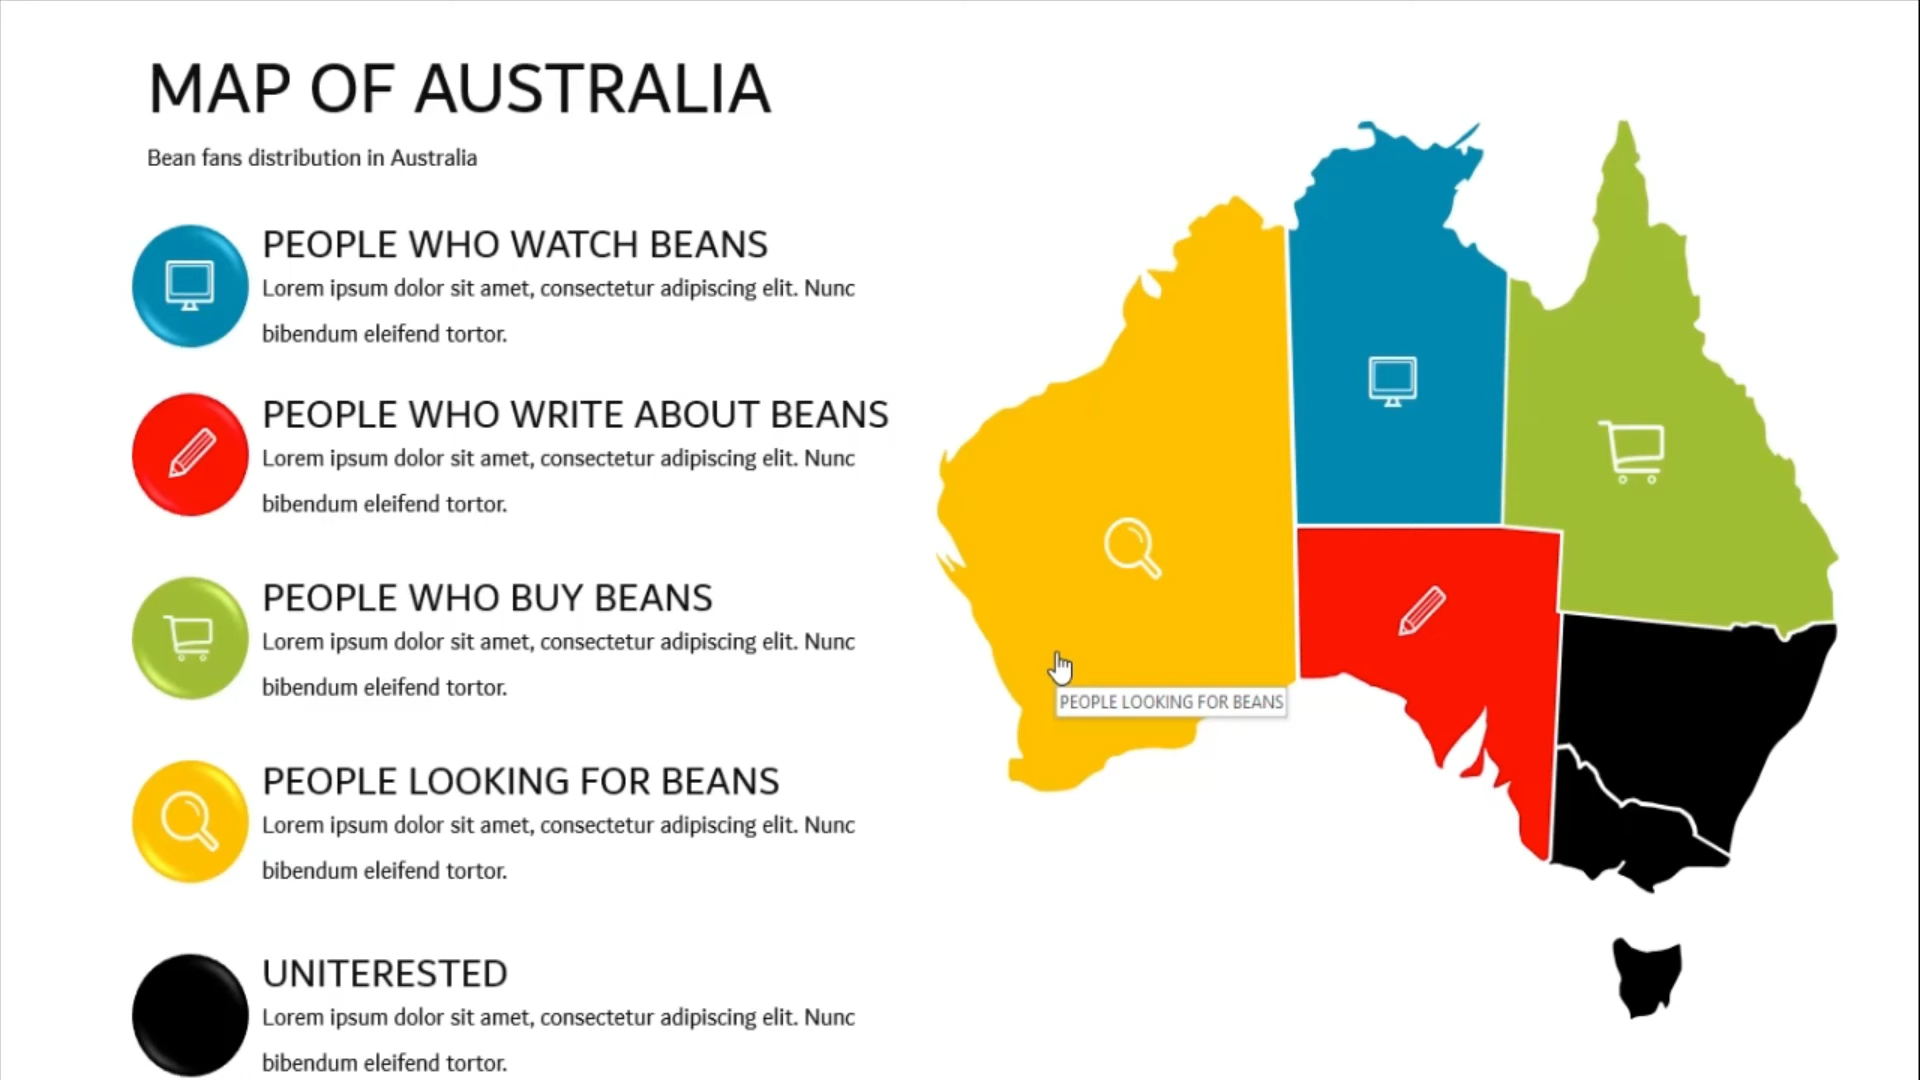 MAP OF AUSTRALIA
Bean fans distribution in Australia
PEOPLE WHO WATCH BEANS
Lorem ipsum dolor sit amet, consectetur adipiscing elit. Nunc
bibendum eleifend tortor.
PEOPLE WHO WRITE ABOUT BEANS
Lorem ipsum dolor sit amet, consectetur adipiscing elit. Nunc
bibendum eleifend tortor.
PEOPLE WHO BUY BEANS
Lorem ipsum dolor sit amet, consectetur adipiscing elit. Nunc
bibendum eleifend tortor.
PEOPLE LOOKING FOR BEANS
Lorem ipsum dolor sit amet, consectetur adipiscing elit. Nunc
bibendum eleifend tortor.
UNITERESTED
Lorem ipsum dolor sit amet, consectetur adipiscing elit. Nunc
bibendum eleifend tortor.
PEOPLE LOOKING FOR BEANS